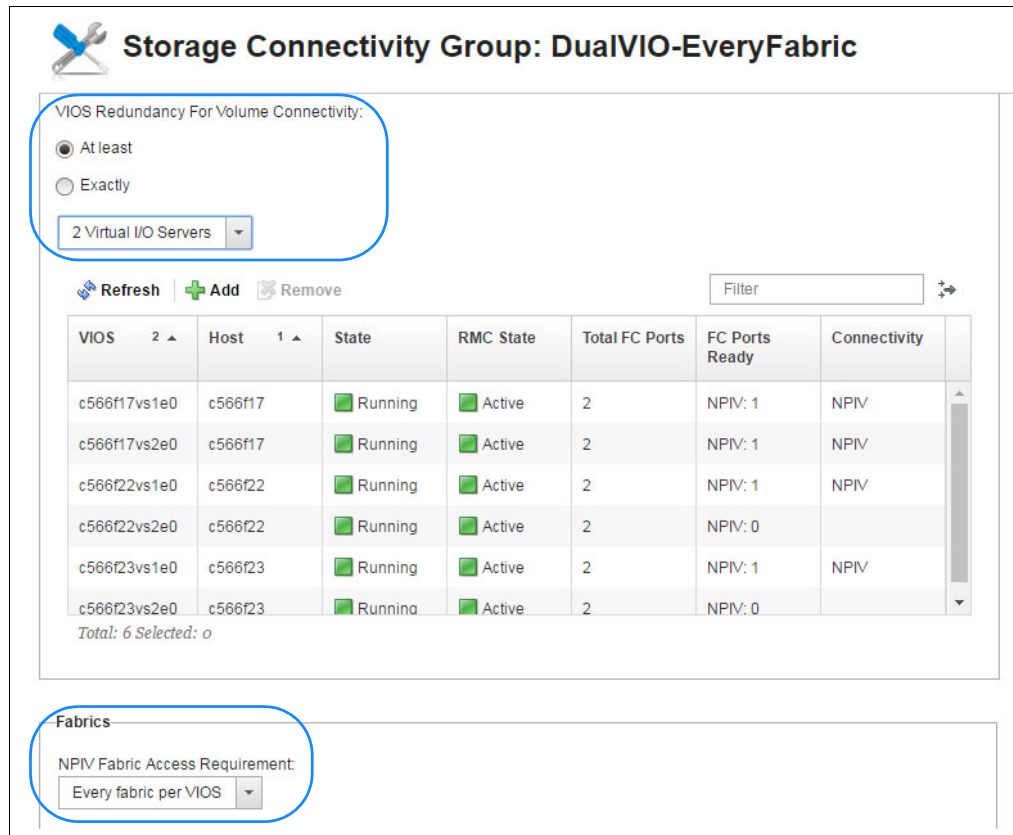 Storage Connectivity Group: DualVIO-EveryFabric
VIOS Redundancy For Volume Connectivity:
At least
Exactly
2 Virtual I/O Servers
Refresh Add Remove Filter
VIOS 2 Host 1 State RMC State Total FC Ports FC Ports Ready Connectivity
c566f17vs1e0 c566f17 Running Active 2 NPIV: 1 NPIV
c566f17vs2e0 c566f17 Running Active 2 NPIV: 1 NPIV
c566f22vs1e0 c566f22 Running Active 2 NPIV: 1 NPIV
c566f22vs2e0 c566f22 Running Active 2 NPIV: 0
c566f23vs1e0 c566f23 Running Active 2 NPIV: 1 NPIV
c566f23vs2e0 c566f23 Running Active 2 NPIV: 0
Total: 6 Selected: 0
Fabrics
NPIV Fabric Access Requirement:
Every fabric per VIOS